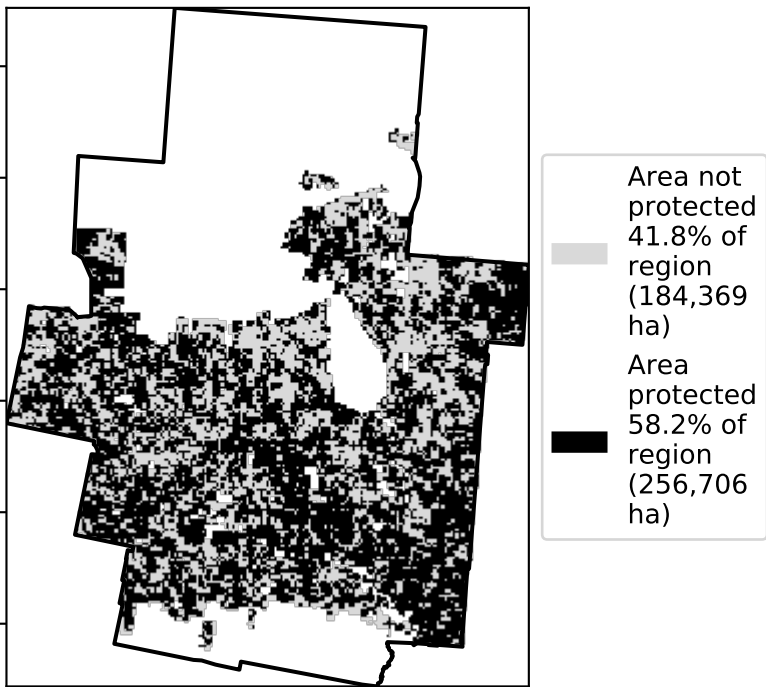 Area not
protected
41.8% of
region
(184,369
ha)
Area
protected
58.2% of
region
(256,706
ha)